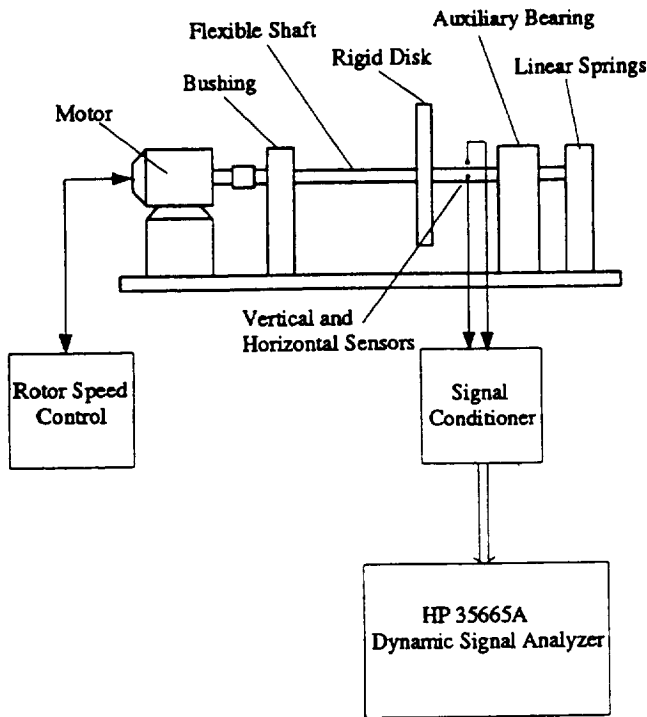 Auxiliary Bearing
Flexible Shaft
Rigid Disk
Linear Springs
Bushing
Motor
Vertical and
Horizontal Sensors
Rotor Speed
Control
Signal
Conditioner
HP 35665A
Dynamic Signal Analyzer